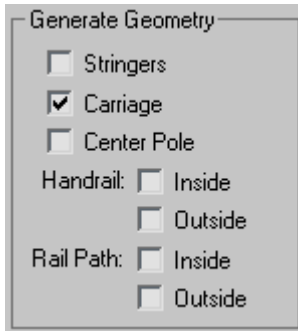 Generate Geometry
Stringers
Carriage
Center Pole
Handrail: Inside
Outside
Rail Path: Inside
Outside